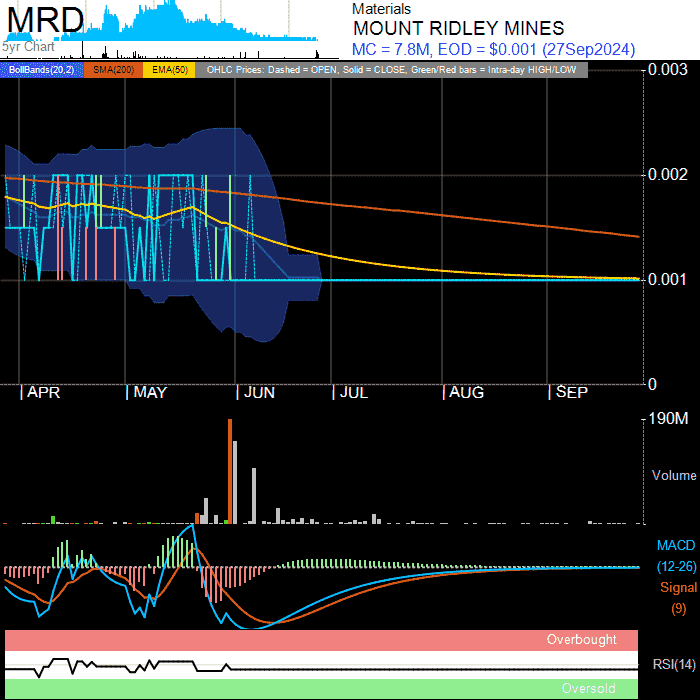 MRD
5yr Chart
Materials
MOUNT RIDLEY MINES
MC = 7.8M, EOD = $0.001 (27Sep2024)
BollBands(20,2) SMA(200) EMA(50) OHLC Prices: Dashed = OPEN, Solid = CLOSE, Green/Red bars = Intra-day HIGH/LOW
0.003
0.002
0.001
0
APR MAY JUN JUL AUG SEP
190M
Volume
MACD
(12-26)
Signal
(9)
Overbought
RSI(14)
Oversold